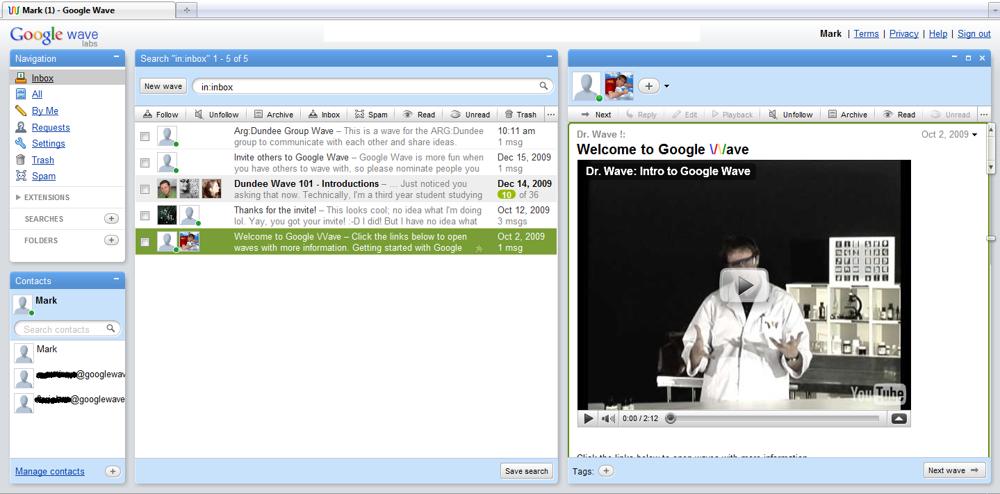 Mark (1) - Google Wave
Google wave
labs
Mark | Terms | Privacy | Help | Sign out
Navigation
Inbox
All
By Me
Requests
Settings
Trash
Spam
EXTENSIONS
SEARCHES
FOLDERS
Contacts
Mark
Search contacts
Mark
@googlewav
@googlewave
Manage contacts
Search "in:inbox" 1 - 5 of 5
New wave
in:inbox
Follow Unfollow Archive Inbox Spam Read Unread Trash ...
Arg:Dundee Group Wave – This is a wave for the ARG:Dundee 10:11 am
group to communicate with each other and share ideas. 1 msg
Invite others to Google Wave – Google Wave is more fun when Dec 15, 2009
you have others to wave with, so please nominate people you 1 msg
Dundee Wave 101 - Introductions – ... Just noticed you Dec 14, 2009
asking that now. Technically, I'm a third year student studying 10 of 36
Thanks for the invite! – This looks cool; no idea what I'm doing Oct 12, 2009
lol. Yay, you got your invite! :-D I did! But I have no idea what 3 msgs
Welcome to Google \/\/ave – Click the links below to open Oct 2, 2009
waves with more information. Getting started with Google 1 msg
Save search
Next Reply Edit Playback Unfollow Archive Read Unread ...
Dr. Wave !: Oct 2, 2009
Welcome to Google \/\/ave
Dr. Wave: Intro to Google Wave
YouTube
0:00 / 2:12
Click the links below to open waves with more information
Tags:
Next wave